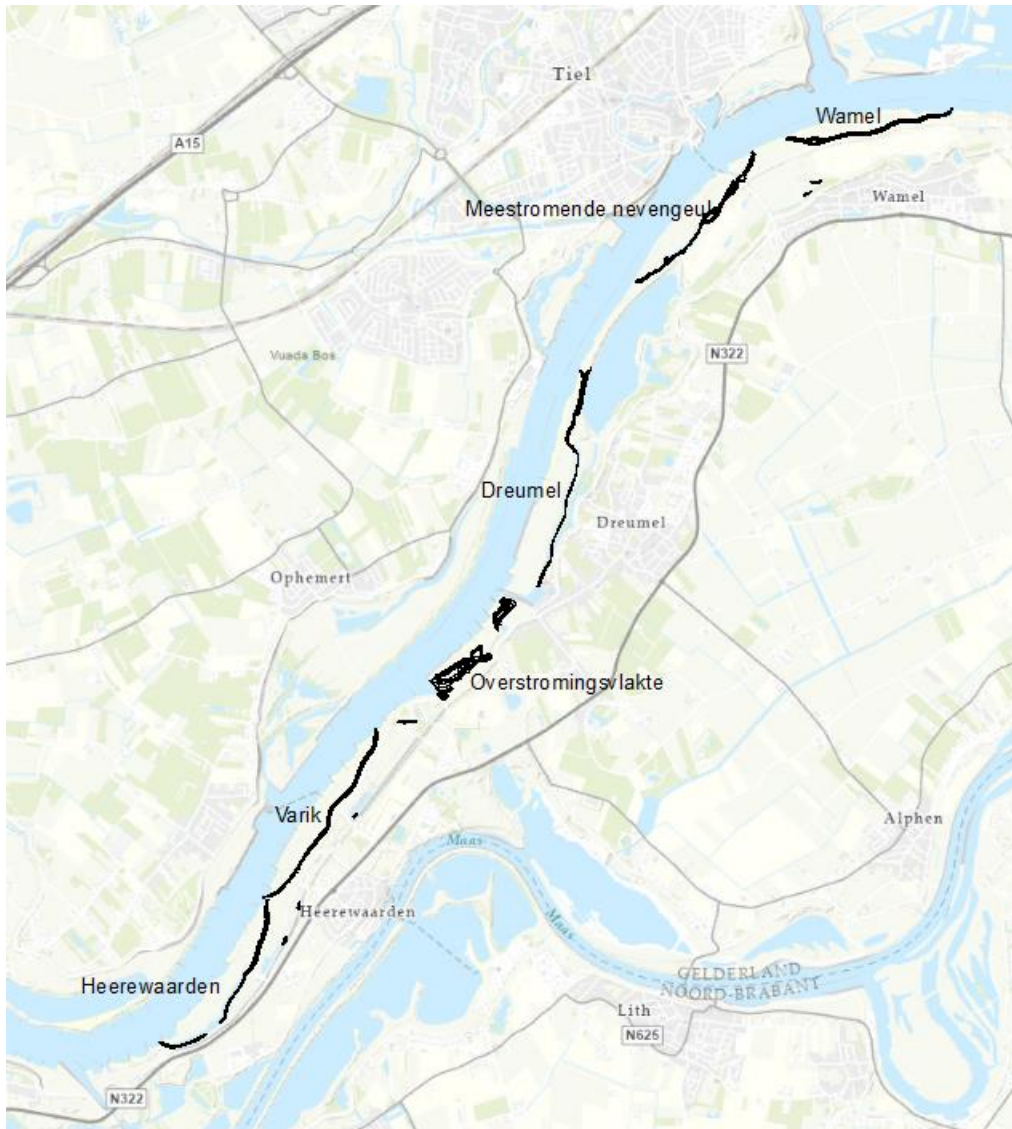 Tiel
Wamel
A15
Wamel
Meestromende nevengeul
N322
Vuada Bos
Dreumel
Dreumel
Ophemert
Overstromingsvlakte
Varik
Alphen
Maas
Heerewaarden
Maas
GELDERLAND
NOORD-BRABANT
Heerewaarden
Lith
N625
N322